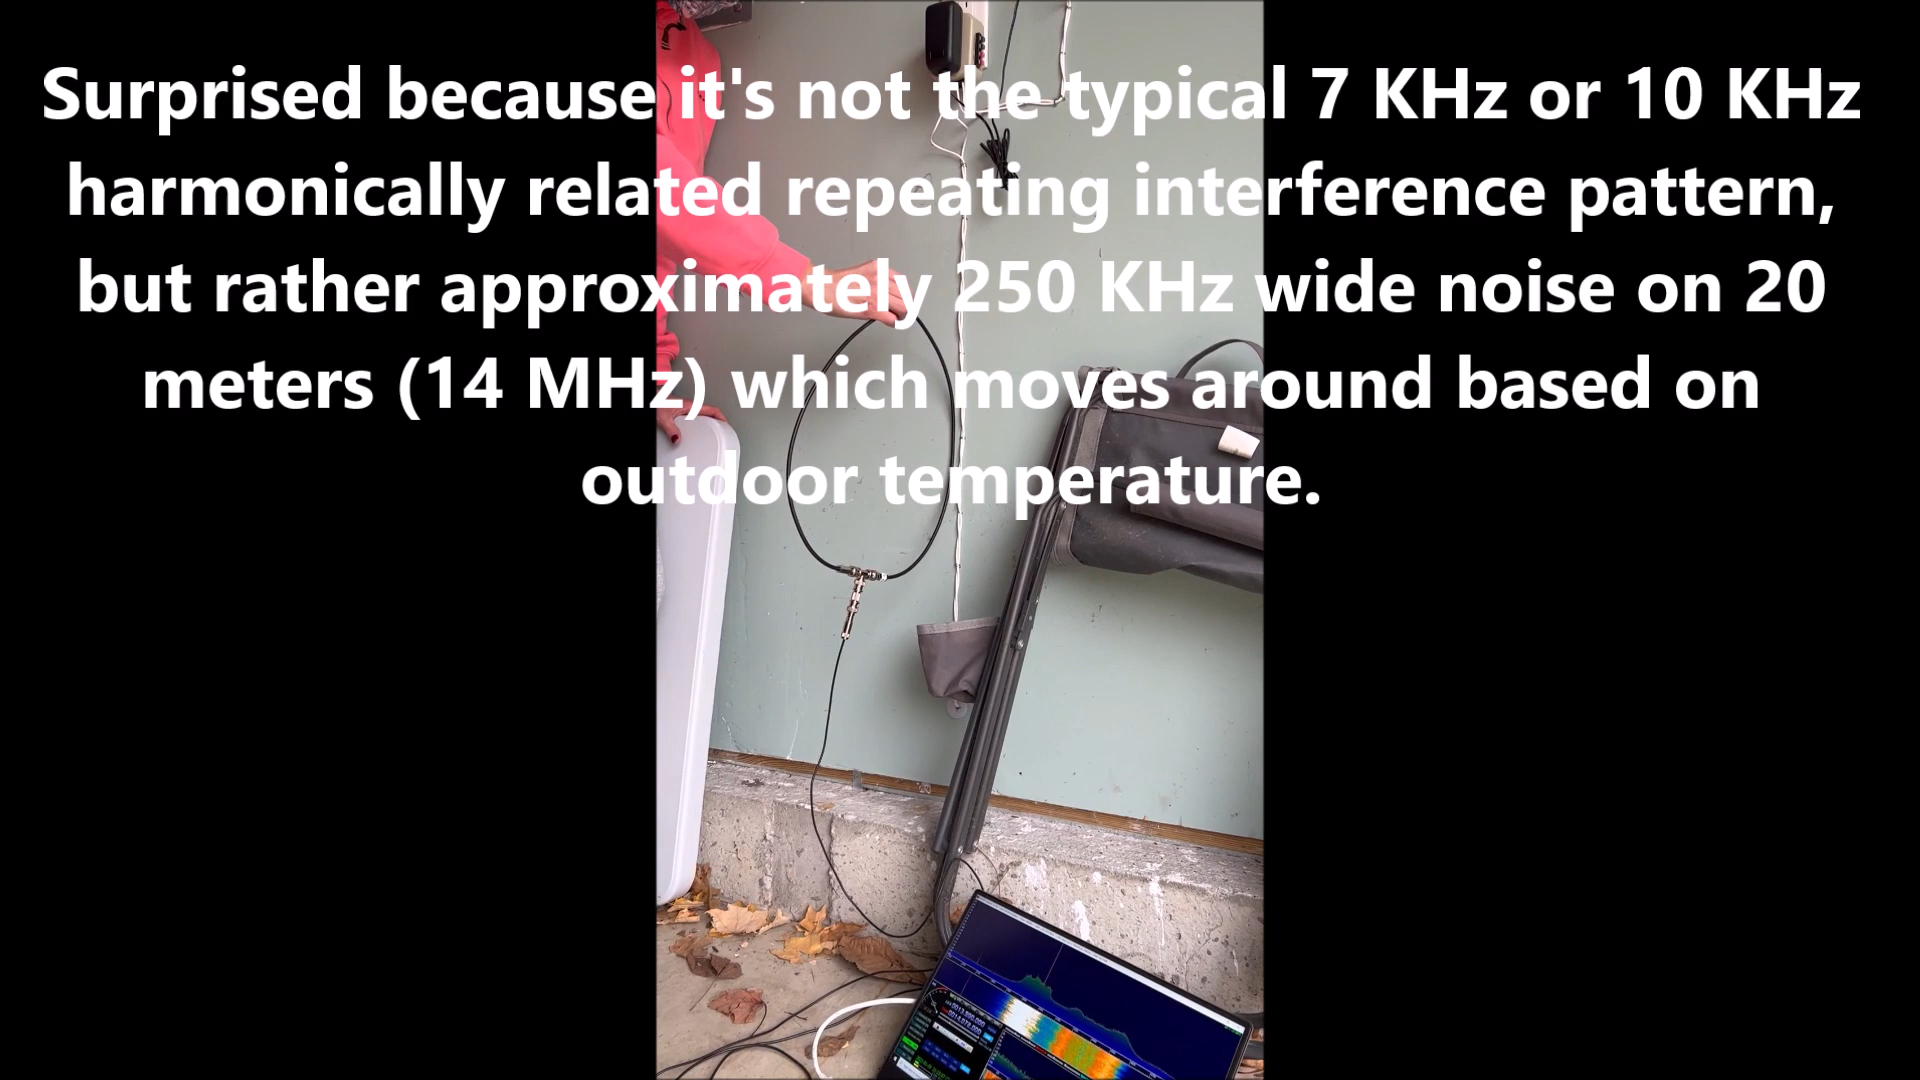 Surprised because it's not the typical 7 KHz or 10 KHz
harmonically related repeating interference pattern,
but rather approximately 250 KHz wide noise on 20
meters (14 MHz) which moves around based on
outdoor temperature.